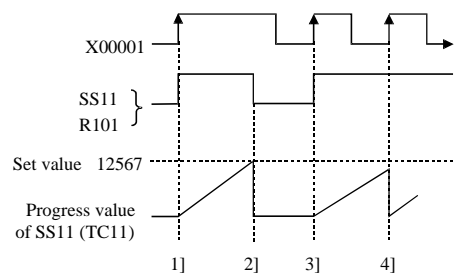 X00001
SS11
R101
Set value 12567
Progress value
of SS11 (TC11)
1] 2] 3] 4]